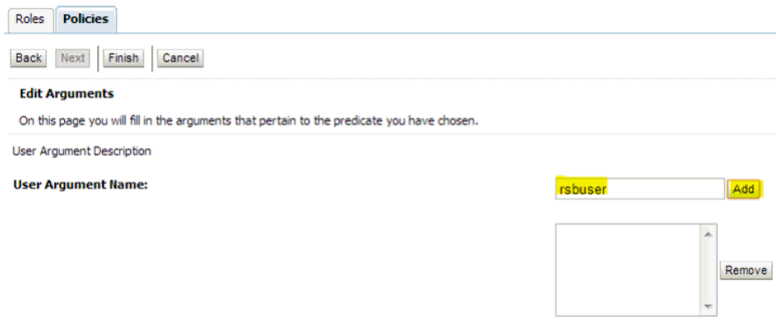 Roles Policies
Back Next Finish Cancel
Edit Arguments
On this page you will fill in the arguments that pertain to the predicate you have chosen.
User Argument Description
User Argument Name: rsbuser Add
Remove